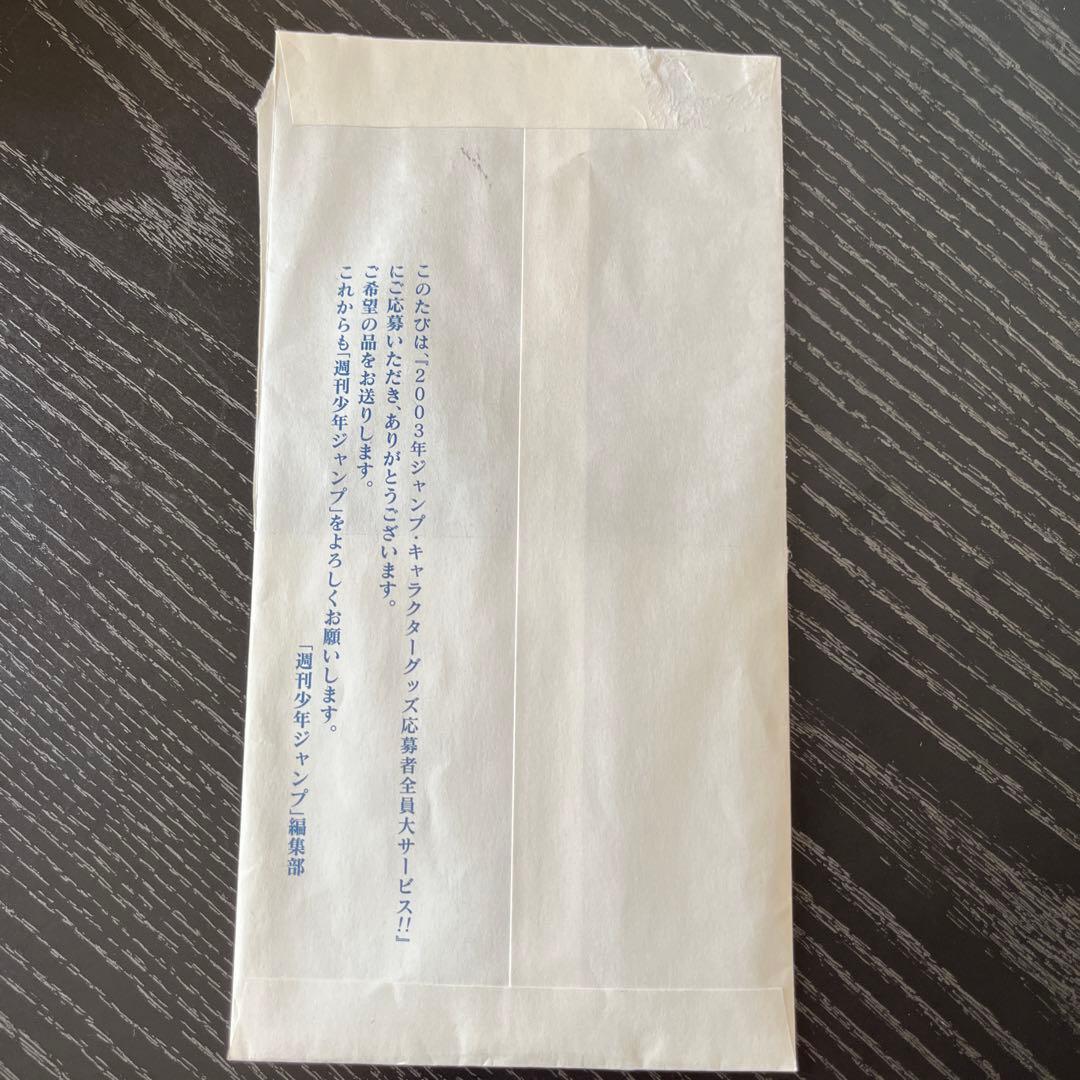 このたびは、『２００３年ジャンプ・キャラクターグッズ応募者全員大サービス!!』
にご応募いただき、ありがとうございます。
ご希望の品をお送りします。
これからも「週刊少年ジャンプ」をよろしくお願いします。
「週刊少年ジャンプ」編集部